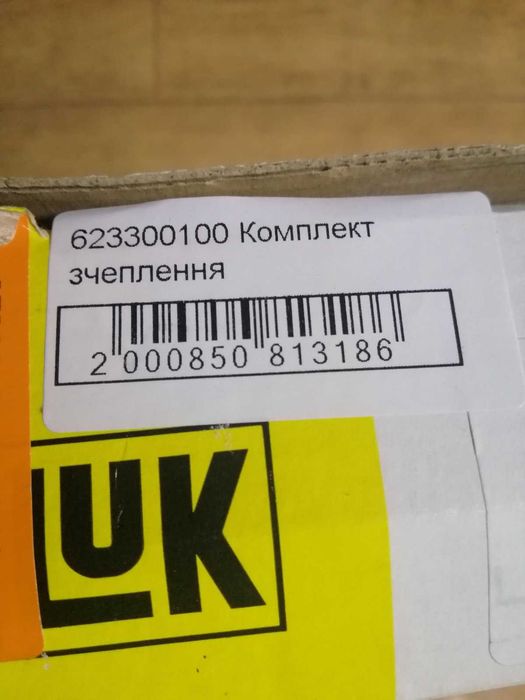 623300100 Комплект
зчеплення
2 000850 813186
LUK